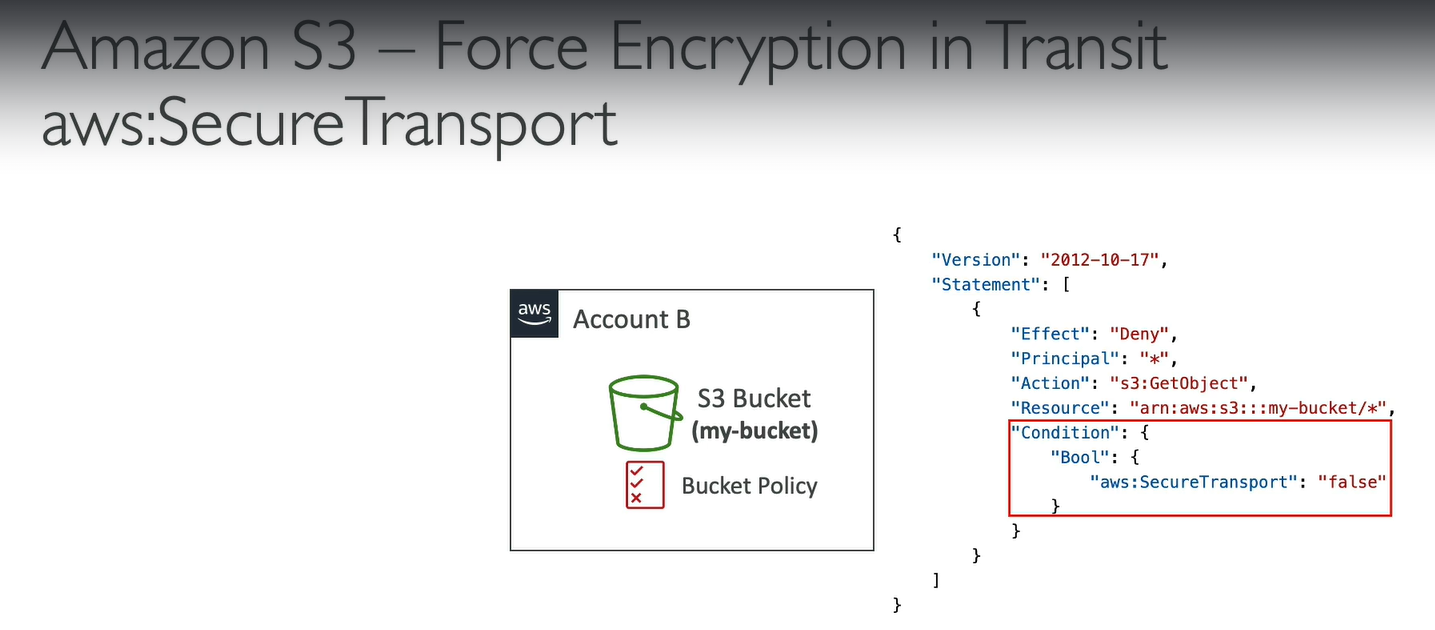 Amazon S3 – Force Encryption in Transit
aws:SecureTransport
aws
Account B
S3 Bucket
(my-bucket)
Bucket Policy
{
"Version": "2012-10-17",
"Statement": [
{
"Effect": "Deny",
"Principal": "*",
"Action": "s3:GetObject",
"Resource": "arn:aws:s3:::my-bucket/*",
"Condition": {
"Bool": {
"aws:SecureTransport": "false"
}
}
}
]
}